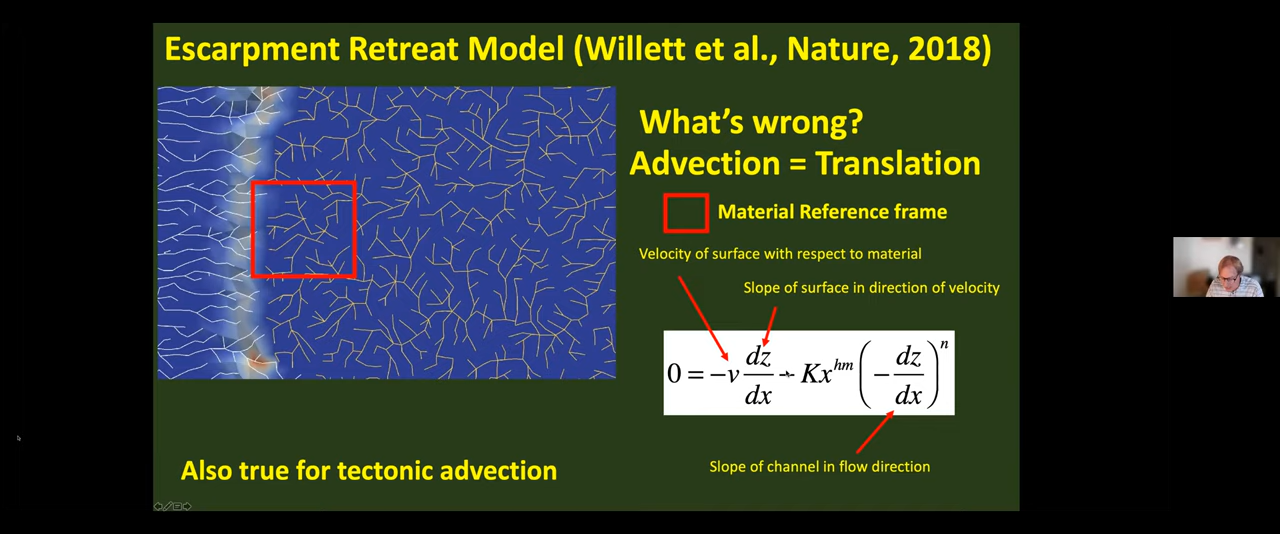 Escarpment Retreat Model (Willett et al., Nature, 2018)
What's wrong?
Advection = Translation
Material Reference frame
Velocity of surface with respect to material
Slope of surface in direction of velocity
0 = -v dz/dx - Kx^hm (-dz/dx)^n
Slope of channel in flow direction
Also true for tectonic advection